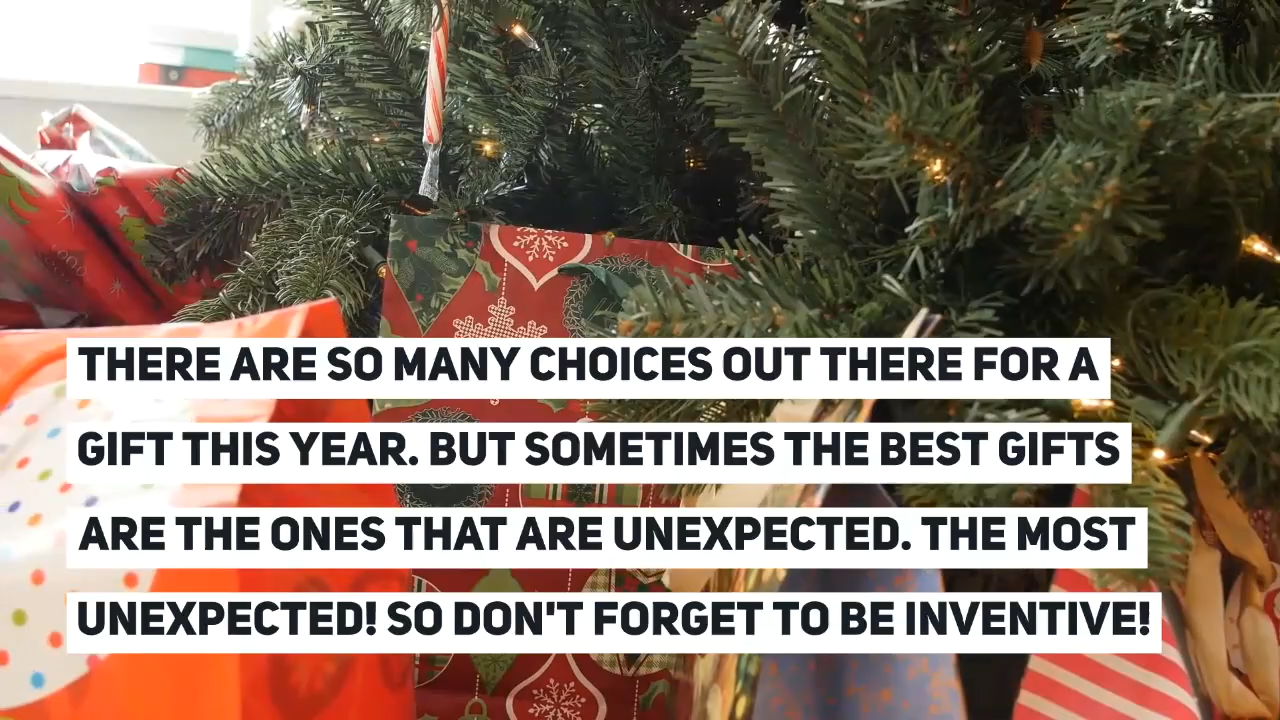 THERE ARE SO MANY CHOICES OUT THERE FOR A
GIFT THIS YEAR. BUT SOMETIMES THE BEST GIFTS
ARE THE ONES THAT ARE UNEXPECTED. THE MOST
UNEXPECTED! SO DON'T FORGET TO BE INVENTIVE!